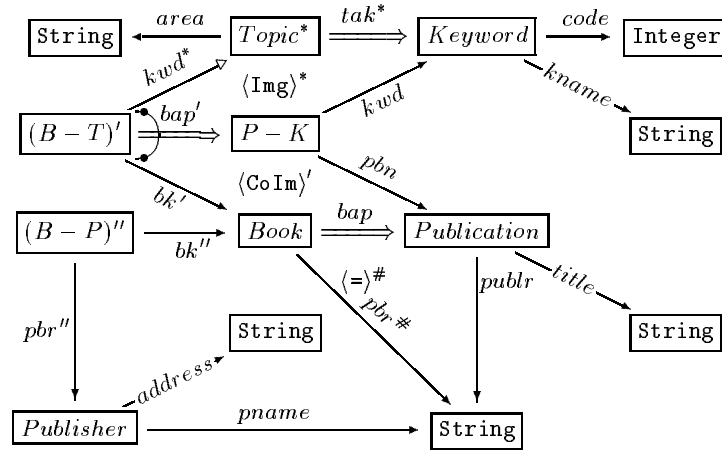 area tak* code
String Topic* Keyword Integer
kwd* ⟨Img⟩* kwd kname
bap′
(B − T)′ P − K String
bk′ ⟨CoIm⟩′ pbn
(B − P)″ bk″ Book bap Publication
pbr″ ⟨=⟩# pbr# publr title
String String
address
Publisher pname String